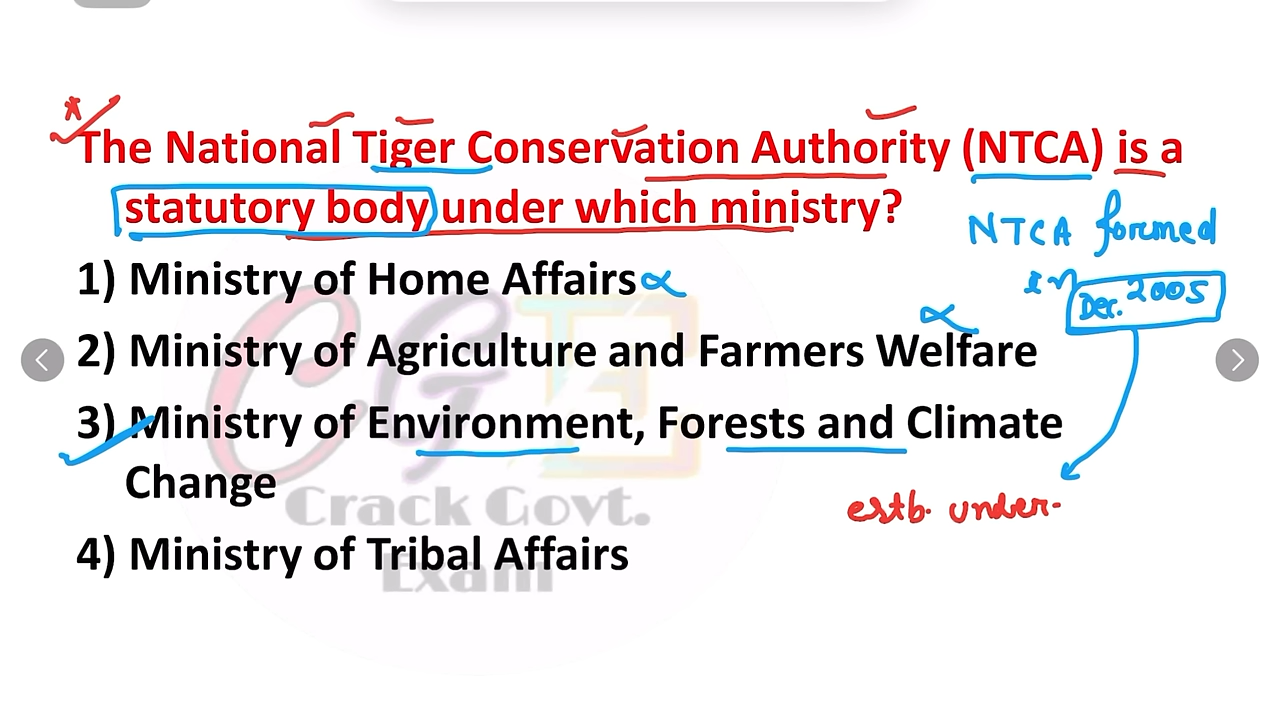 The National Tiger Conservation Authority (NTCA) is a
statutory body under which ministry?
NTCA formed
in Dec. 2005
1) Ministry of Home Affairs
2) Ministry of Agriculture and Farmers Welfare
3) Ministry of Environment, Forests and Climate
Change
estb. under-
4) Ministry of Tribal Affairs
CGE
Crack Govt.
Exam